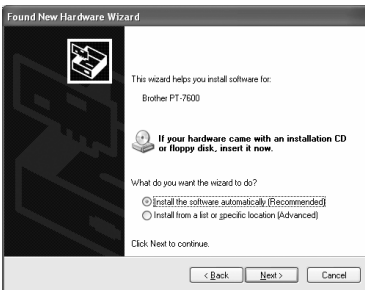 Found New Hardware Wizard
This wizard helps you install software for:
Brother PT-7600
If your hardware came with an installation CD
or floppy disk, insert it now.
What do you want the wizard to do?
Install the software automatically (Recommended)
Install from a list or specific location (Advanced)
Click Next to continue.
< Back Next > Cancel